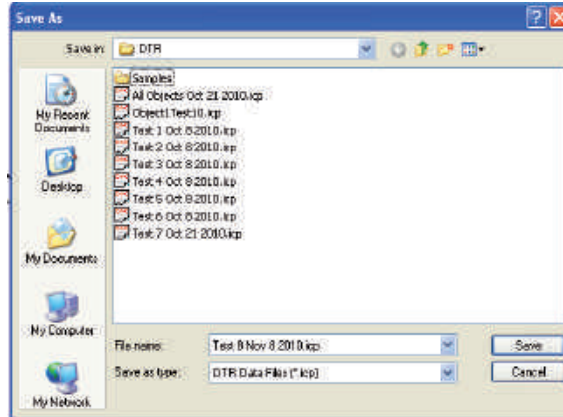 Save As
Save in: DTR
Samples
All Objects Oct 21 2010.icp
Object1Test10.icp
Test 1 Oct 8 2010.icp
Test 2 Oct 8 2010.icp
Test 3 Oct 8 2010.icp
Test 4 Oct 8 2010.icp
Test 5 Oct 8 2010.icp
Test 6 Oct 8 2010.icp
Test 7 Oct 21 2010.icp
My Recent
Documents
Desktop
My Documents
My Computer
My Network
File name: Test 8 Nov 8 2010.icp Save
Save as type: DTR Data Files (*.icp) Cancel